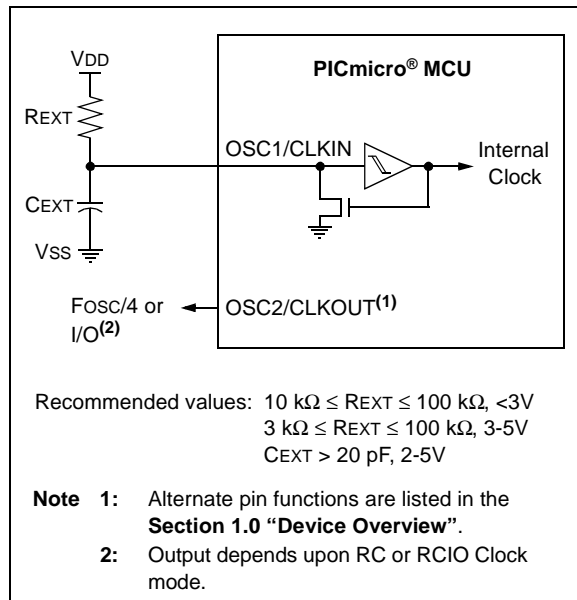 VDD
PICmicro® MCU
REXT
OSC1/CLKIN
Internal
Clock
CEXT
VSS
FOSC/4 or
I/O(2)
OSC2/CLKOUT(1)
Recommended values: 10 kΩ ≤ REXT ≤ 100 kΩ, <3V
3 kΩ ≤ REXT ≤ 100 kΩ, 3-5V
CEXT > 20 pF, 2-5V
Note 1: Alternate pin functions are listed in the
Section 1.0 “Device Overview”.
2: Output depends upon RC or RCIO Clock
mode.